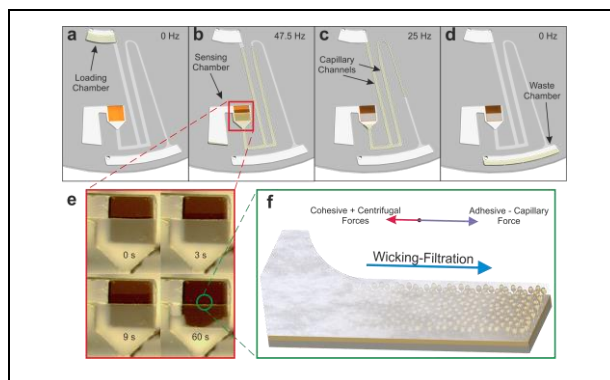 a
0 Hz
b
47.5 Hz
c
25 Hz
d
0 Hz
Loading
Chamber
Sensing
Chamber
Capillary
Channels
Waste
Chamber
e
0 s
3 s
9 s
60 s
f
Cohesive + Centrifugal
Forces
Adhesive - Capillary
Force
Wicking-Filtration